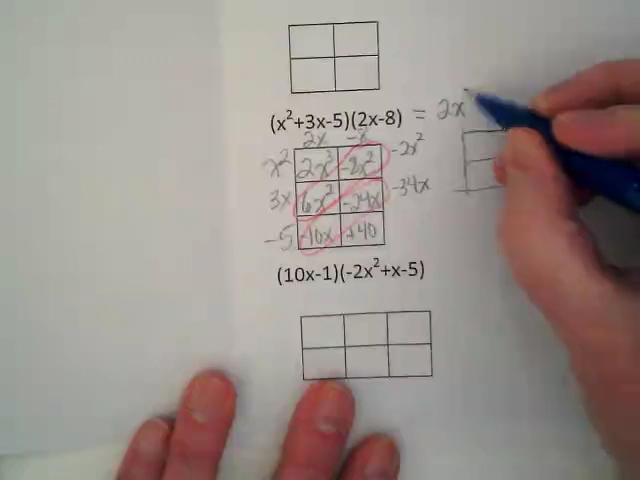 (x²+3x-5)(2x-8) = 2x
2x -8
x² 2x³ -8x² -2x²
3x 6x² -24x -34x
-5 -10x +40
(10x-1)(-2x²+x-5)